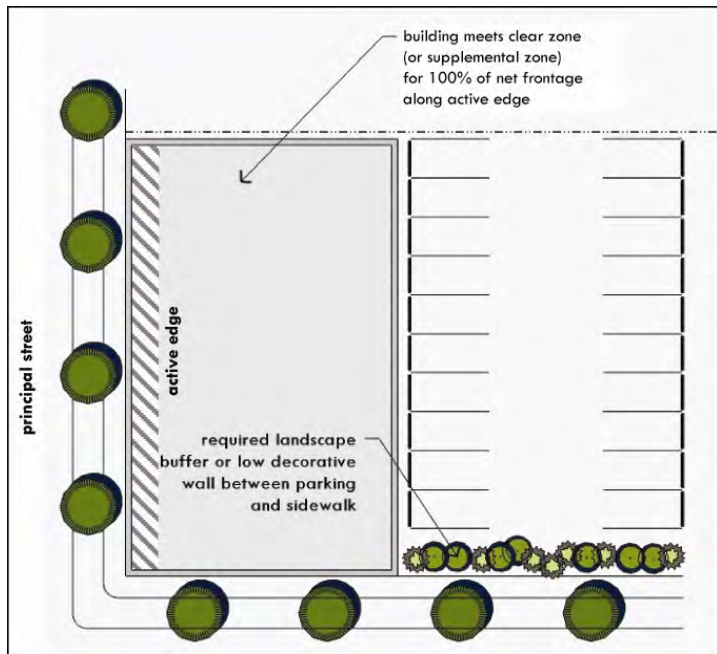 building meets clear zone
(or supplemental zone)
for 100% of net frontage
along active edge
principal street
active edge
required landscape
buffer or low decorative
wall between parking
and sidewalk